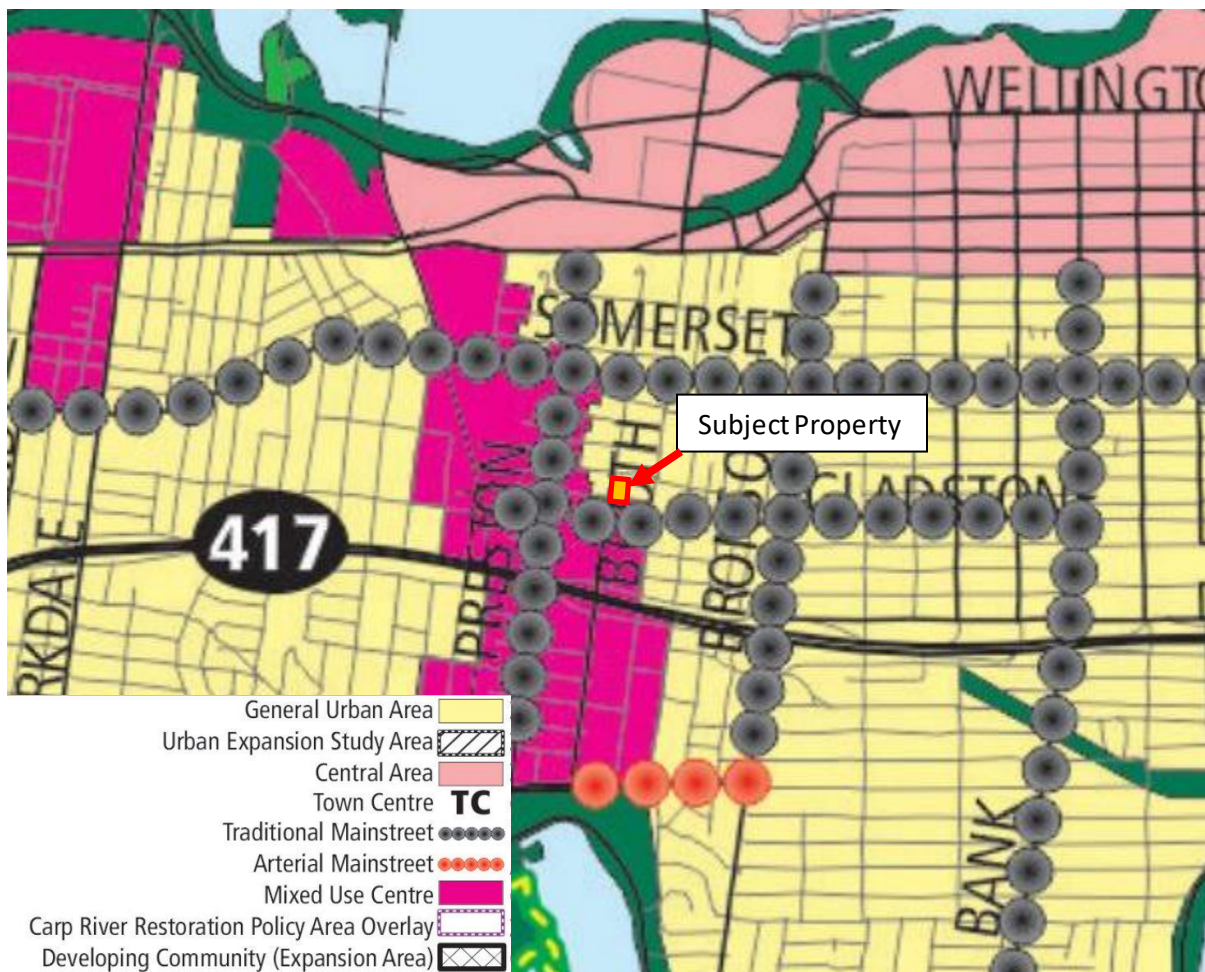 WELLINGTO
SOMERSET
Subject Property
GLADSTONE
417
PRESTON
BOOTH
BRONSON
RKDALE
BANK
General Urban Area
Urban Expansion Study Area
Central Area
Town Centre TC
Traditional Mainstreet
Arterial Mainstreet
Mixed Use Centre
Carp River Restoration Policy Area Overlay
Developing Community (Expansion Area)